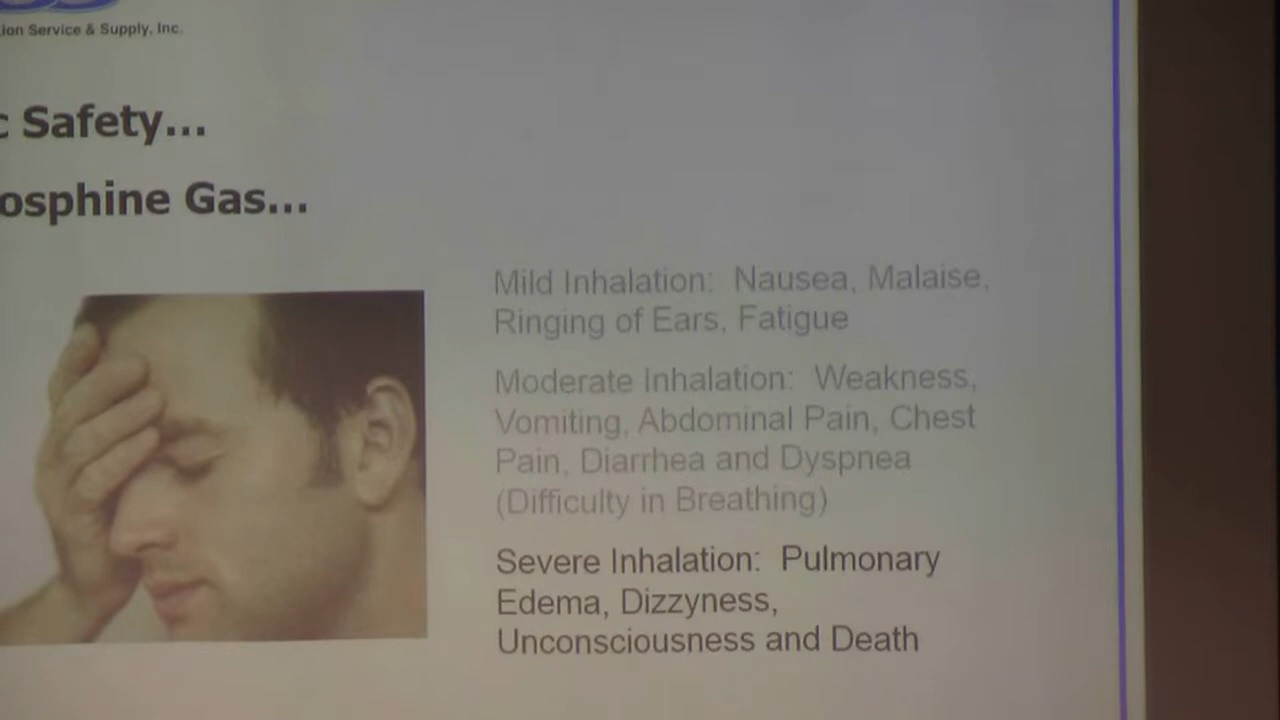 ion Service & Supply, Inc.
c Safety...
osphine Gas...
Mild Inhalation: Nausea, Malaise,
Ringing of Ears, Fatigue
Moderate Inhalation: Weakness,
Vomiting, Abdominal Pain, Chest
Pain, Diarrhea and Dyspnea
(Difficulty in Breathing)
Severe Inhalation: Pulmonary
Edema, Dizzyness,
Unconsciousness and Death